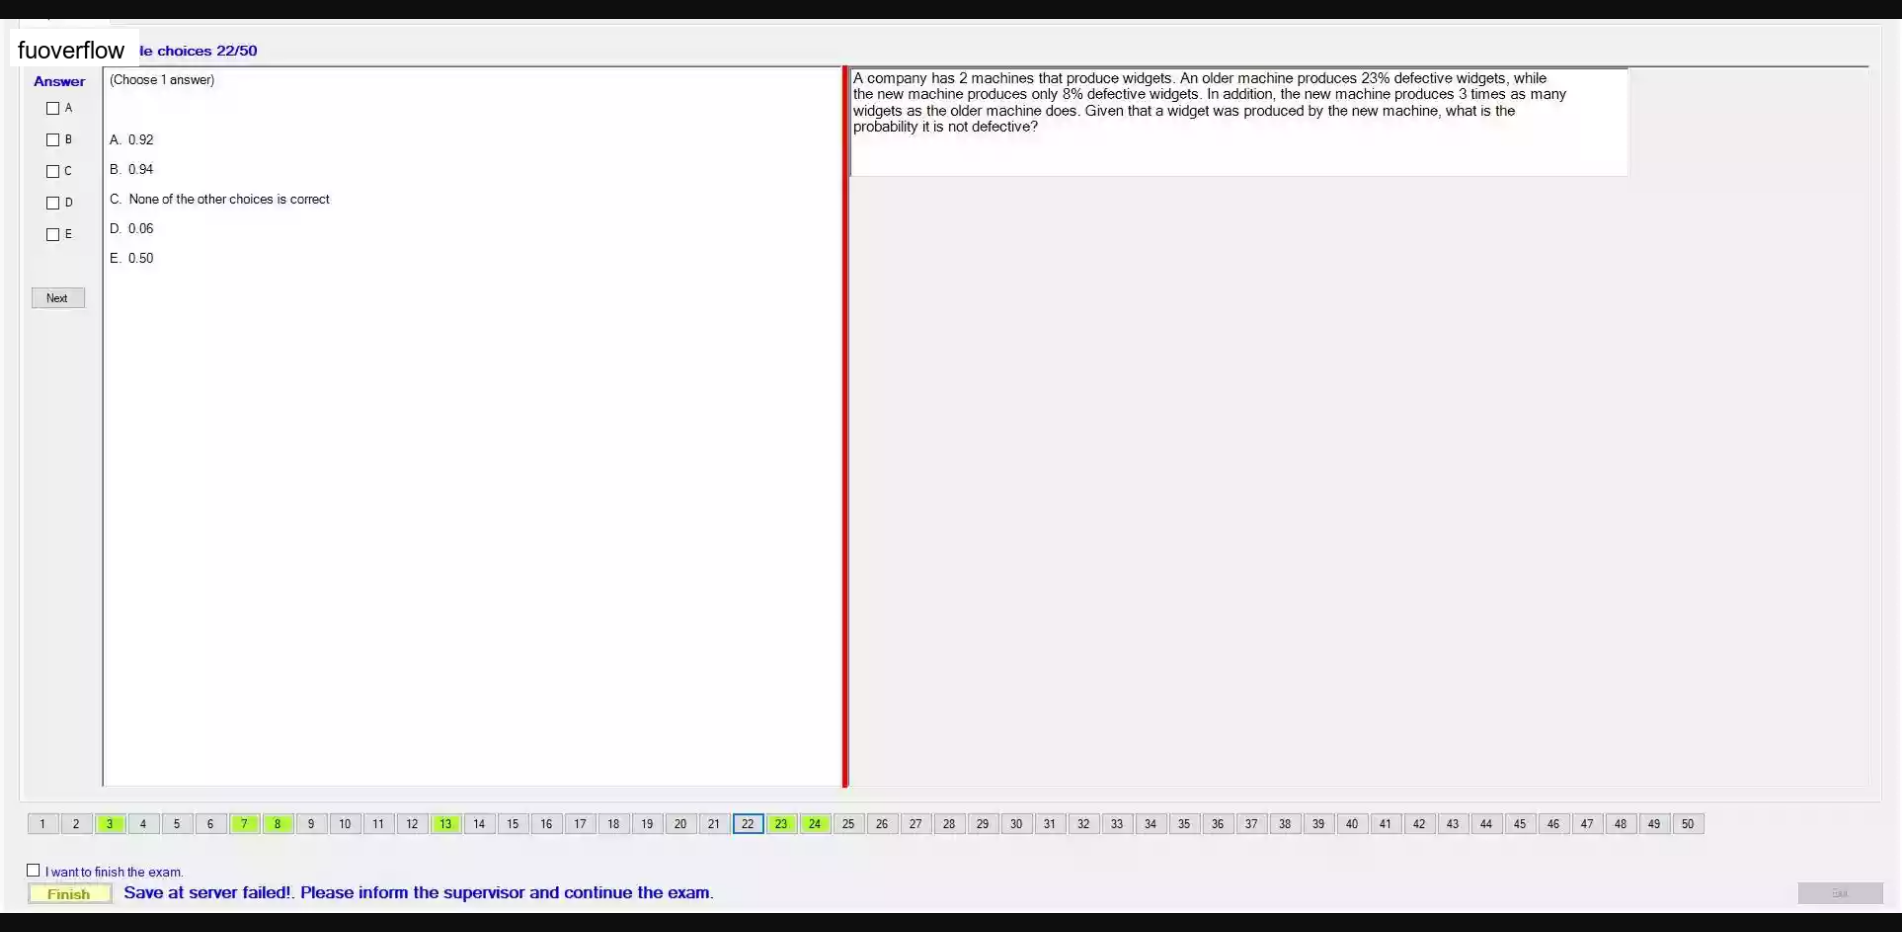 fuoverflow
le choices 22/50
Answer
(Choose 1 answer)
A company has 2 machines that produce widgets. An older machine produces 23% defective widgets, while
the new machine produces only 8% defective widgets. In addition, the new machine produces 3 times as many
widgets as the older machine does. Given that a widget was produced by the new machine, what is the
probability it is not defective?
A
B
C
D
E
A. 0.92
B. 0.94
C. None of the other choices is correct
D. 0.06
E. 0.50
Next
1 2 3 4 5 6 7 8 9 10 11 12 13 14 15 16 17 18 19 20 21 22 23 24 25 26 27 28 29 30 31 32 33 34 35 36 37 38 39 40 41 42 43 44 45 46 47 48 49 50
I want to finish the exam.
Finish Save at server failed!. Please inform the supervisor and continue the exam.